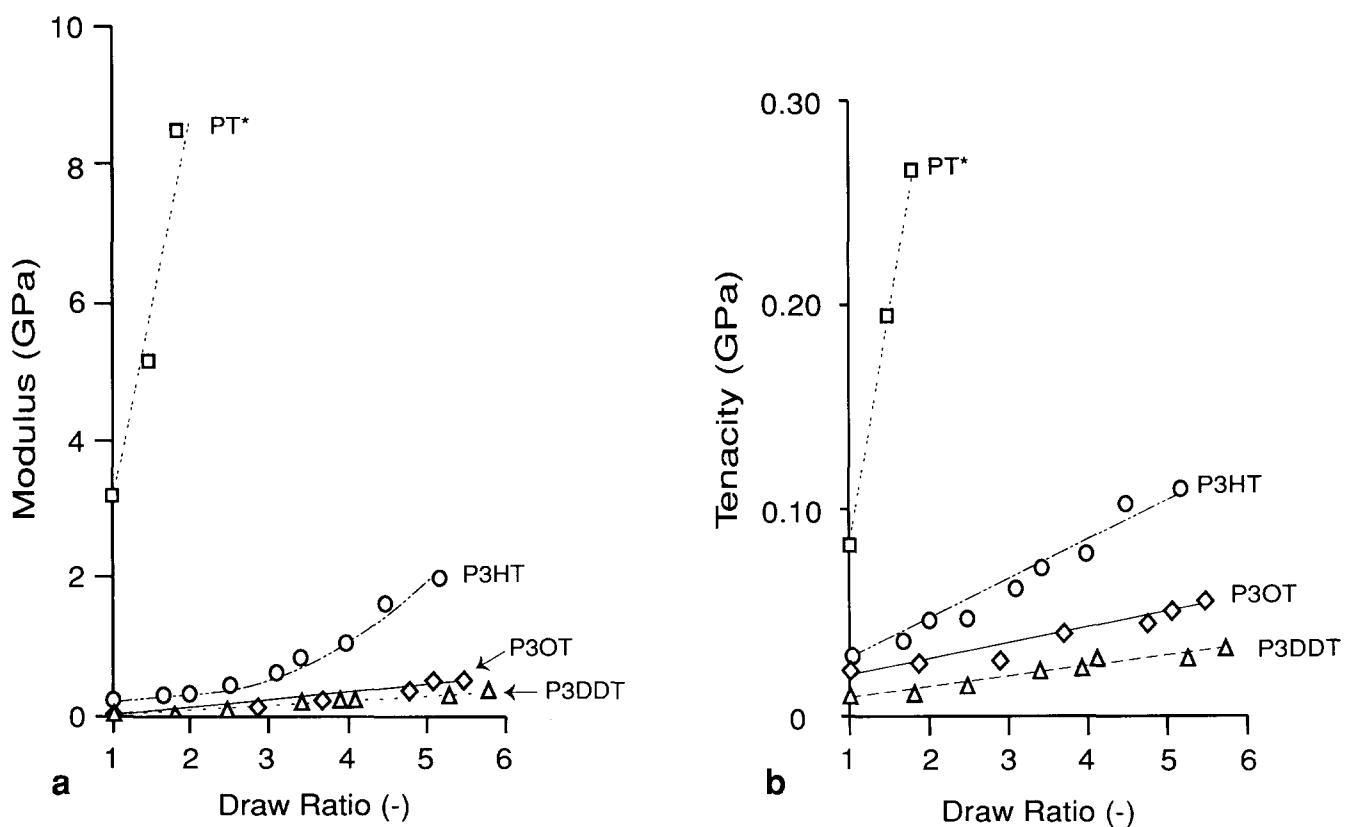 10
8
6
4
2
0
Modulus (GPa)
PT*
P3HT
P3OT
P3DDT
1 2 3 4 5 6
Draw Ratio (-)
a
0.30
0.20
0.10
0
Tenacity (GPa)
PT*
P3HT
P3OT
P3DDT
1 2 3 4 5 6
Draw Ratio (-)
b